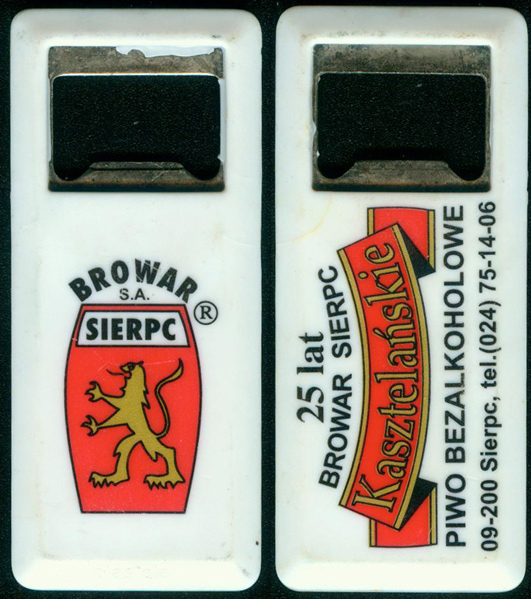 BROWAR
S.A.
SIERPC
®
25 lat
BROWAR SIERPC
Kasztelańskie
PIWO BEZALKOHOLOWE
09-200 Sierpc, tel.(024) 75-14-06